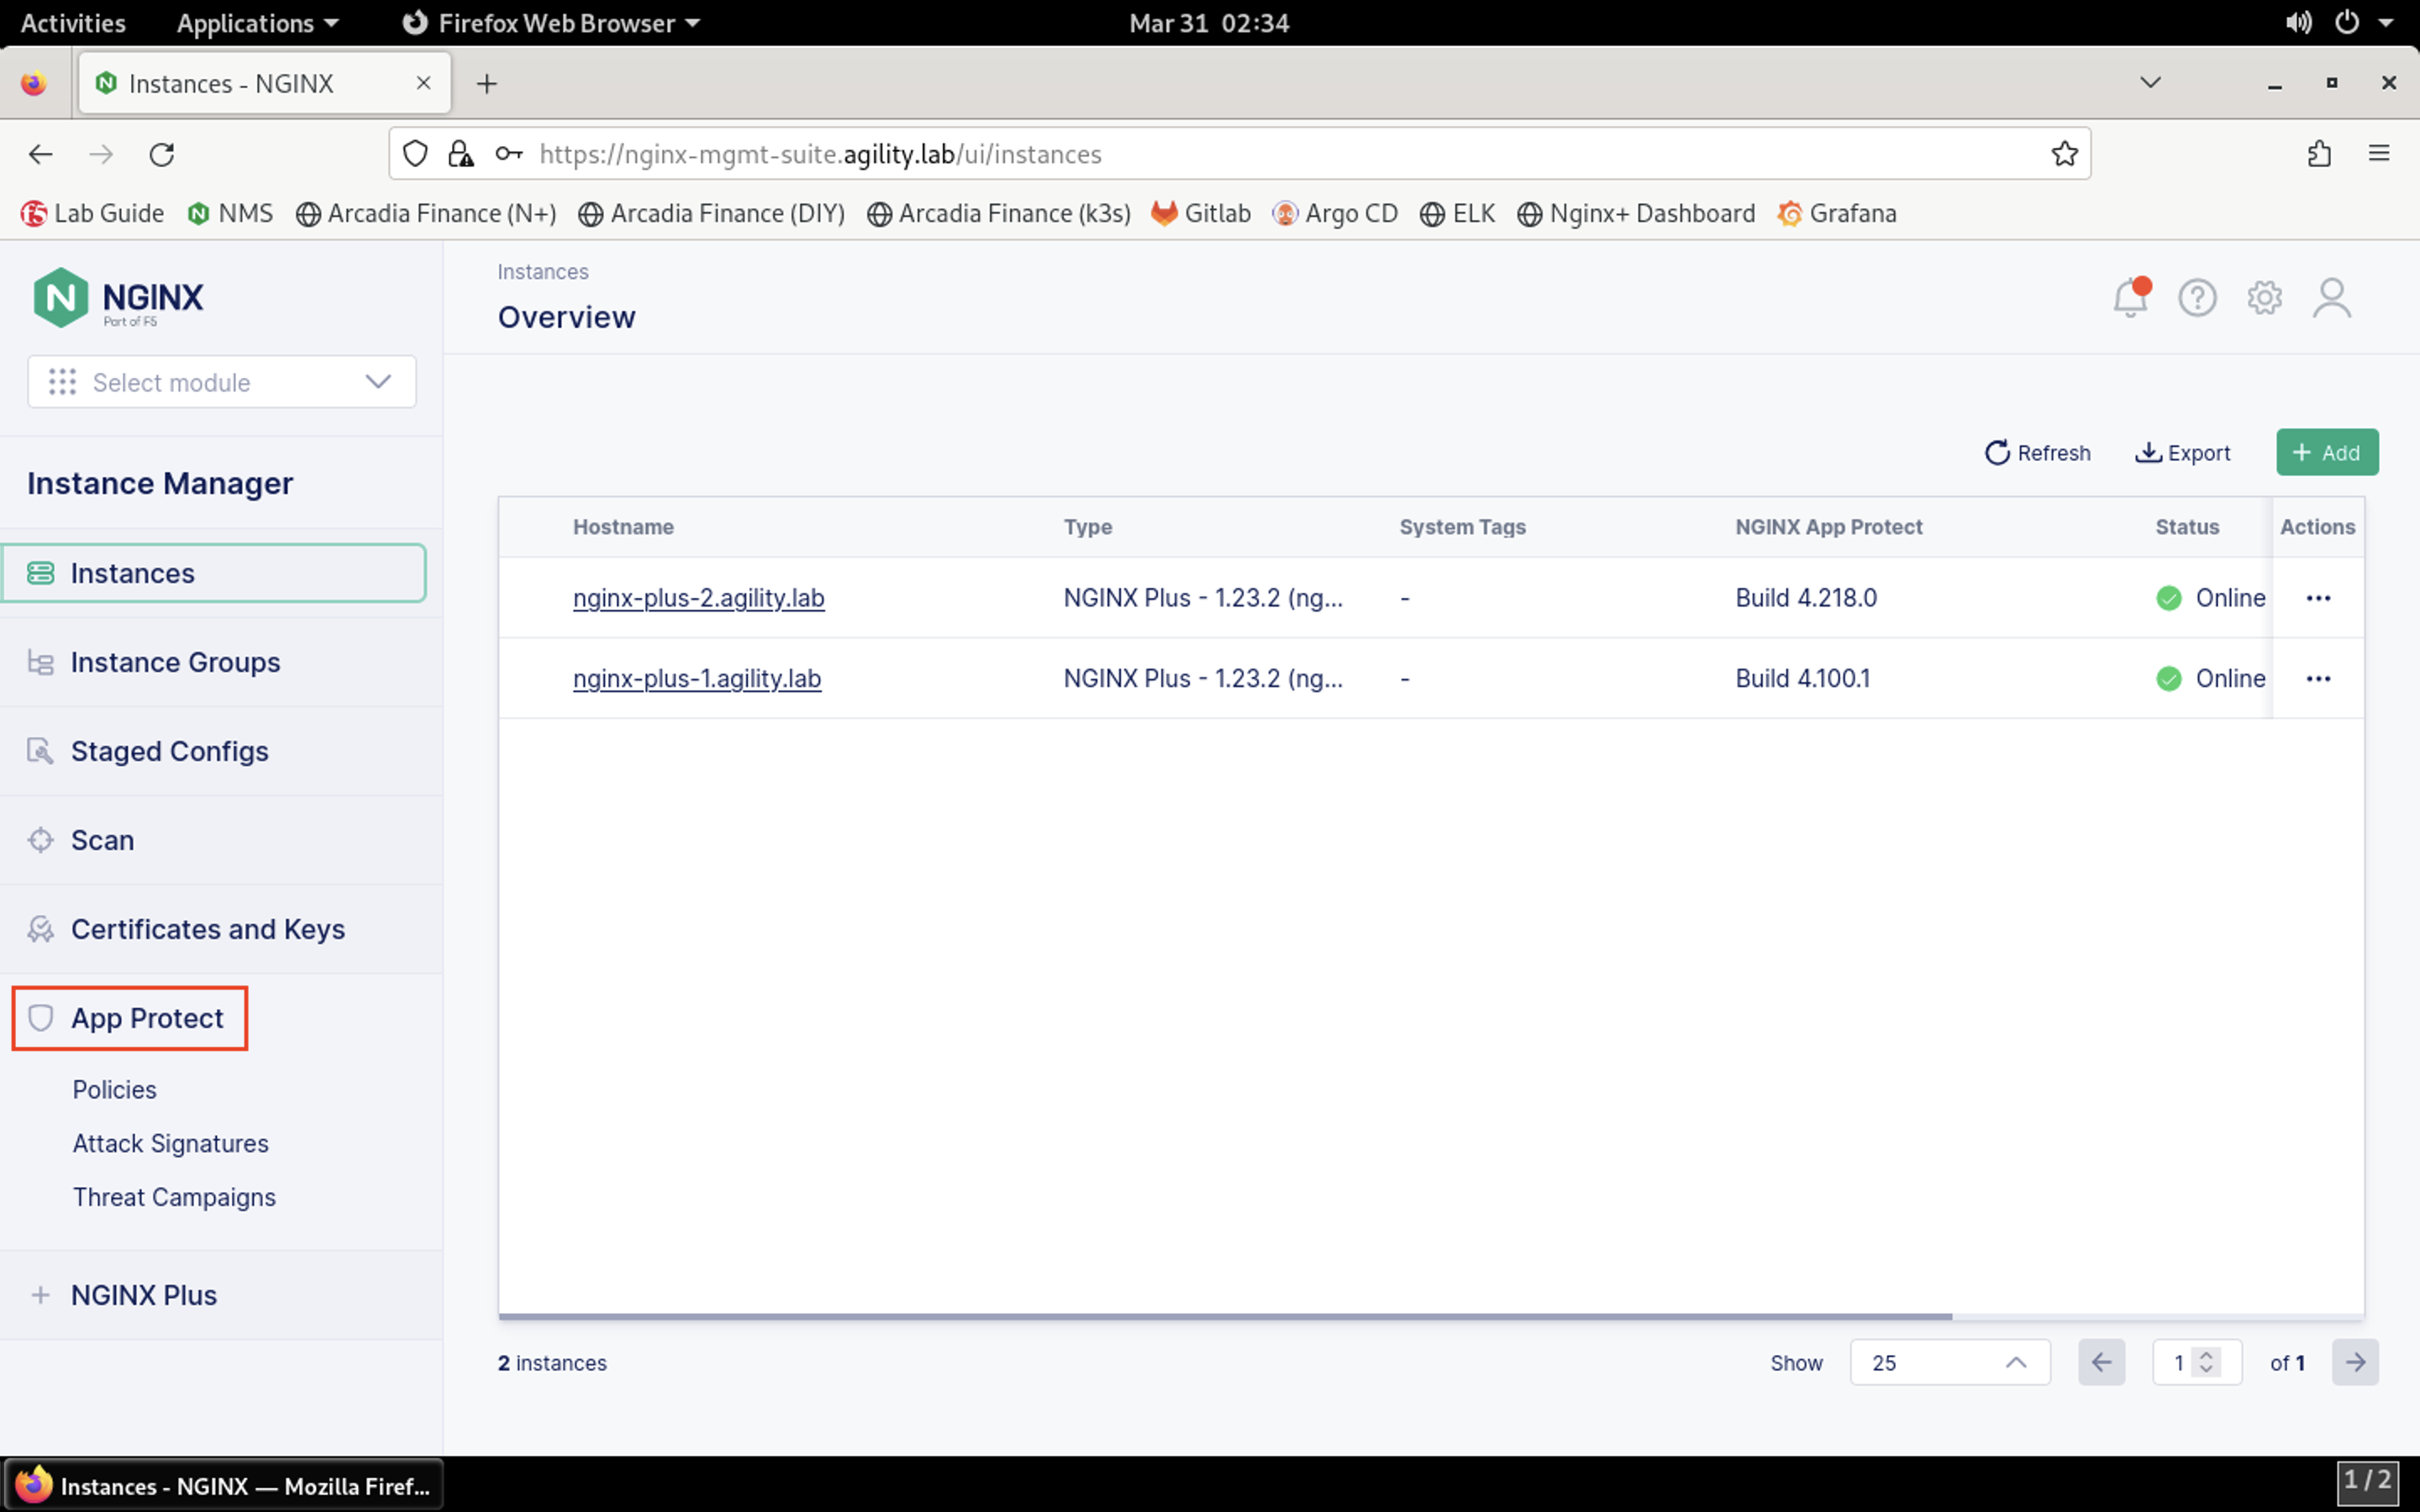 Activities Applications Firefox Web Browser Mar 31 02:34
Instances - NGINX
https://nginx-mgmt-suite.agility.lab/ui/instances
Lab Guide NMS Arcadia Finance (N+) Arcadia Finance (DIY) Arcadia Finance (k3s) Gitlab Argo CD ELK Nginx+ Dashboard Grafana
NGINX
Part of F5
Select module
Instance Manager
Instances
Instance Groups
Staged Configs
Scan
Certificates and Keys
App Protect
Policies
Attack Signatures
Threat Campaigns
NGINX Plus
Instances
Overview
Refresh Export + Add
Hostname Type System Tags NGINX App Protect Status Actions
nginx-plus-2.agility.lab NGINX Plus - 1.23.2 (ng... - Build 4.218.0 Online ...
nginx-plus-1.agility.lab NGINX Plus - 1.23.2 (ng... - Build 4.100.1 Online ...
2 instances Show 25 1 of 1
Instances - NGINX — Mozilla Firef... 1 / 2